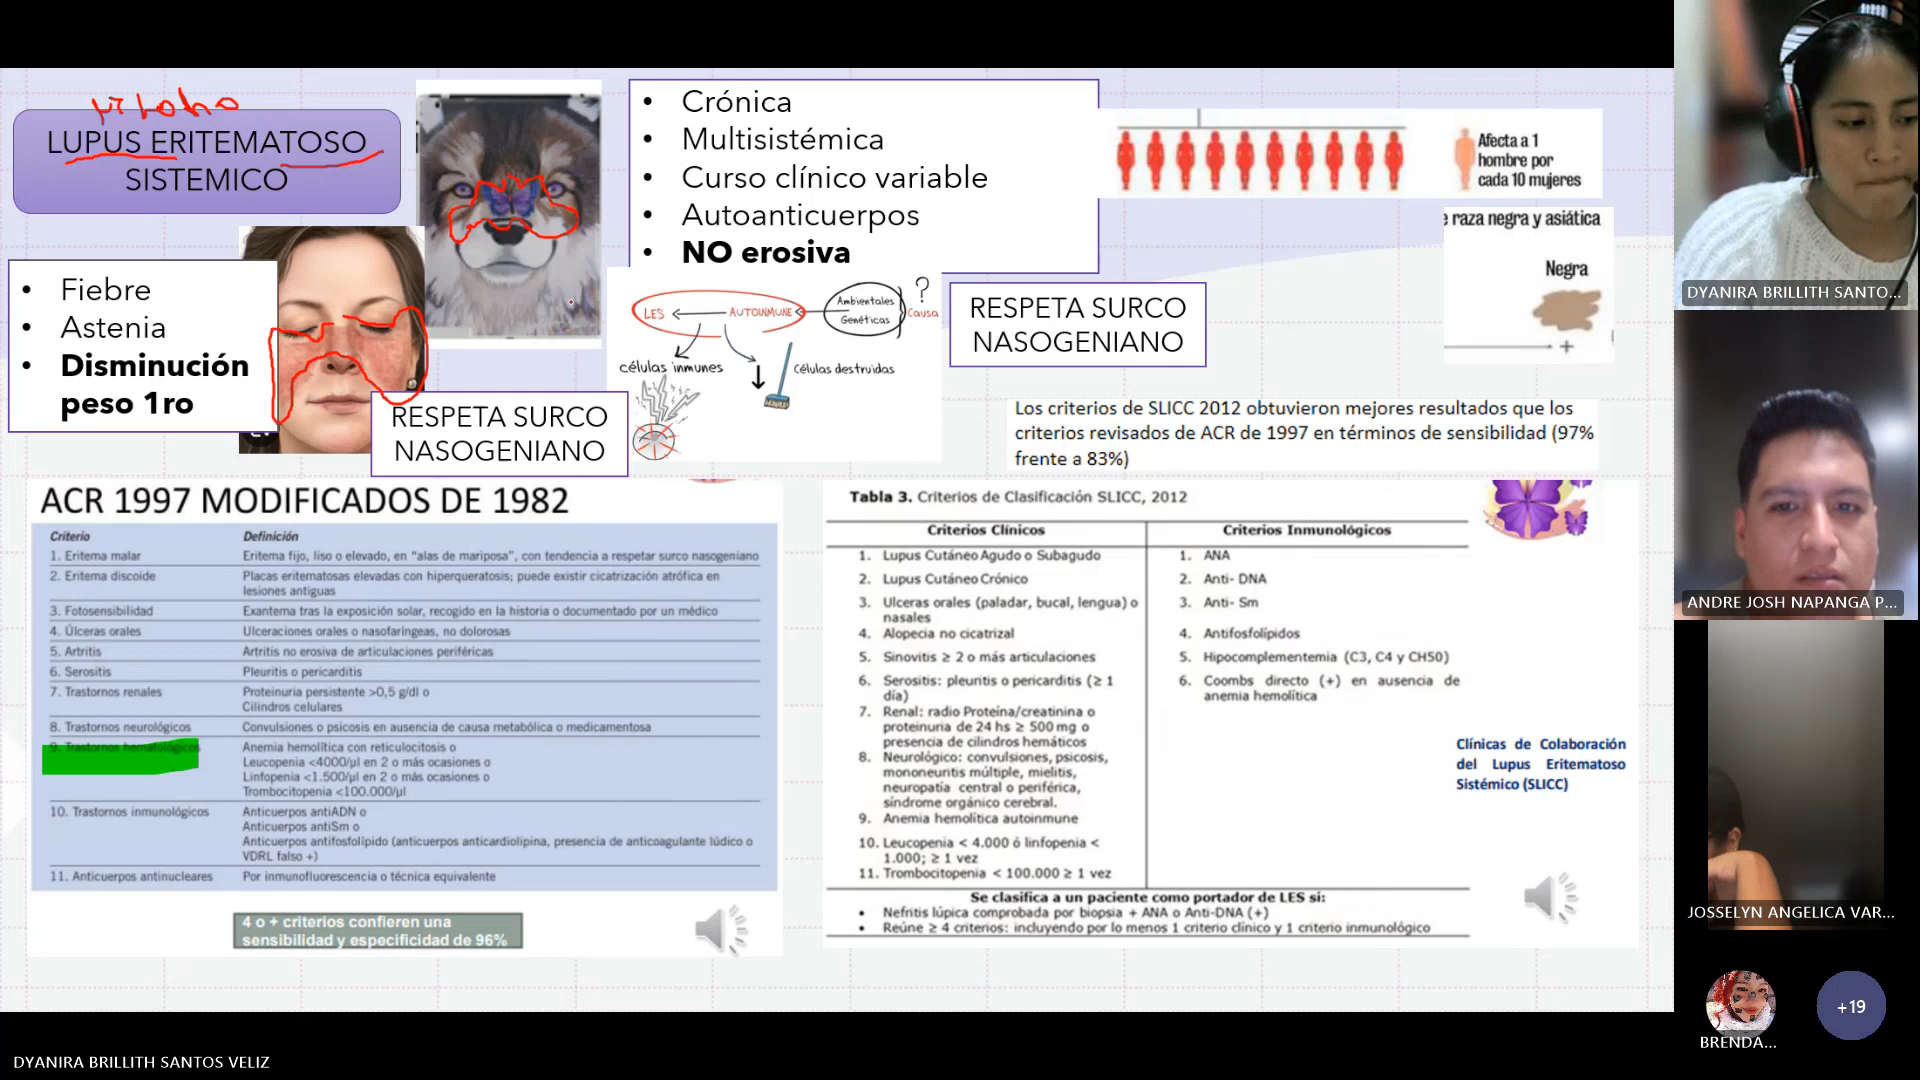 LUPUS ERITEMATOSO
SISTEMICO
• Crónica
• Multisistémica
• Curso clínico variable
• Autoanticuerpos
• NO erosiva
Afecta a 1
hombre por
cada 10 mujeres
e raza negra y asiática
Negra
+
• Fiebre
• Astenia
• Disminución
peso 1ro
RESPETA SURCO
NASOGENIANO
LES
AUTOINMUNE
Ambientales
Genéticas
?
Causa
células inmunes
Células destruidas
RESPETA SURCO
NASOGENIANO
Los criterios de SLICC 2012 obtuvieron mejores resultados que los
criterios revisados de ACR de 1997 en términos de sensibilidad (97%
frente a 83%)
ACR 1997 MODIFICADOS DE 1982
Criterio Definición
1. Eritema malar Eritema fijo, liso o elevado, en "alas de mariposa", con tendencia a respetar surco nasogeniano
2. Eritema discoide Placas eritematosas elevadas con hiperqueratosis; puede existir cicatrización atrófica en
lesiones antiguas
3. Fotosensibilidad Exantema tras la exposición solar, recogido en la historia o documentado por un médico
4. Úlceras orales Ulceraciones orales o nasofaríngeas, no dolorosas
5. Artritis Artritis no erosiva de articulaciones periféricas
6. Serositis Pleuritis o pericarditis
7. Trastornos renales Proteinuria persistente >0,5 g/dl o
Cilindros celulares
8. Trastornos neurológicos Convulsiones o psicosis en ausencia de causa metabólica o medicamentosa
9. Trastornos hematológicos Anemia hemolítica con reticulocitosis o
Leucopenia <4000/µl en 2 o más ocasiones o
Linfopenia <1.500/µl en 2 o más ocasiones o
Trombocitopenia <100.000/µl
10. Trastornos inmunológicos Anticuerpos antiADN o
Anticuerpos antiSm o
Anticuerpos antifosfolípido (anticuerpos anticardiolipina, presencia de anticoagulante lúdico o
VDRL falso +)
11. Anticuerpos antinucleares Por inmunofluorescencia o técnica equivalente
4 o + criterios confieren una
sensibilidad y especificidad de 96%
Tabla 3. Criterios de Clasificación SLICC, 2012
Criterios Clínicos
1. Lupus Cutáneo Agudo o Subagudo
2. Lupus Cutáneo Crónico
3. Ulceras orales (paladar, bucal, lengua) o
nasales
4. Alopecia no cicatrizal
5. Sinovitis ≥ 2 o más articulaciones
6. Serositis: pleuritis o pericarditis (≥ 1
día)
7. Renal: radio Proteína/creatinina o
proteinuria de 24 hs ≥ 500 mg o
presencia de cilindros hemáticos
8. Neurológico: convulsiones, psicosis,
mononeuritis múltiple, mielitis,
neuropatía central o periférica,
síndrome orgánico cerebral.
9. Anemia hemolítica autoinmune
10. Leucopenia < 4.000 ó linfopenia <
1.000; ≥ 1 vez
11. Trombocitopenia < 100.000 ≥ 1 vez
Criterios Inmunológicos
1. ANA
2. Anti- DNA
3. Anti- Sm
4. Antifosfolípidos
5. Hipocomplementemia (C3, C4 y CH50)
6. Coombs directo (+) en ausencia de
anemia hemolítica
Se clasifica a un paciente como portador de LES si:
• Nefritis lúpica comprobada por biopsia + ANA o Anti-DNA (+)
• Reúne ≥ 4 criterios: incluyendo por lo menos 1 criterio clínico y 1 criterio inmunológico
Clínicas de Colaboración
del Lupus Eritematoso
Sistémico (SLICC)
DYANIRA BRILLITH SANTO...
ANDRE JOSH NAPANGA P...
JOSSELYN ANGELICA VAR...
BRENDA...
+19
DYANIRA BRILLITH SANTOS VELIZ